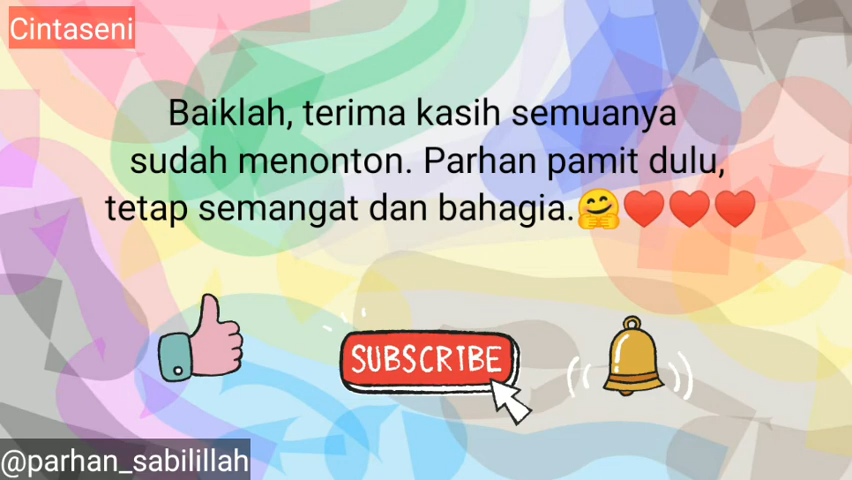 Cintaseni
Baiklah, terima kasih semuanya
sudah menonton. Parhan pamit dulu,
tetap semangat dan bahagia.🤗♥️♥️♥️
SUBSCRIBE
@parhan_sabilillah